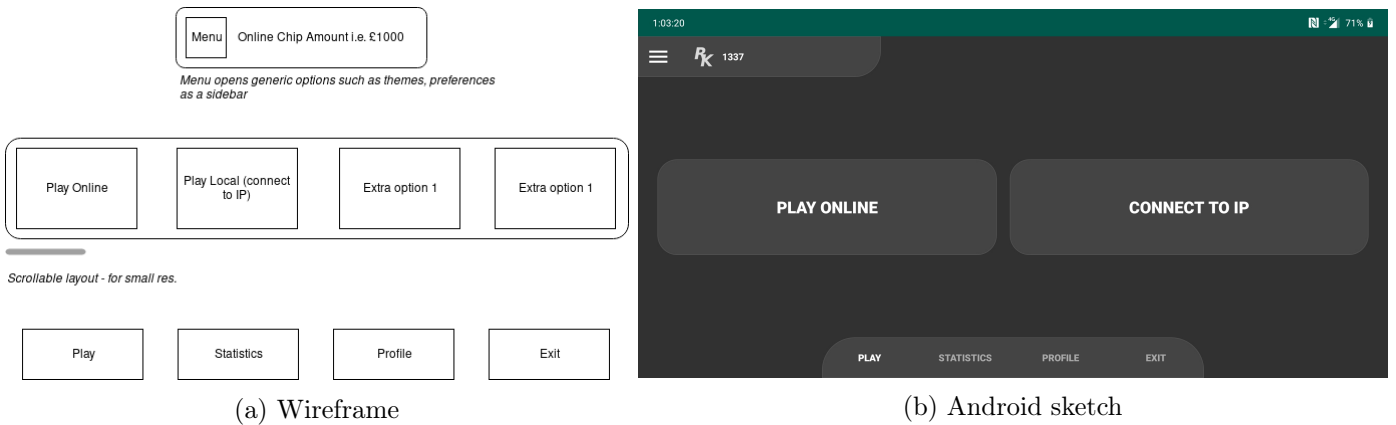 Menu
Online Chip Amount i.e. £1000
Menu opens generic options such as themes, preferences
as a sidebar
Play Online
Play Local (connect
to IP)
Extra option 1
Extra option 1
Scrollable layout - for small res.
Play
Statistics
Profile
Exit
(a) Wireframe
1:03:20
4G
71%
RK
1337
PLAY ONLINE
CONNECT TO IP
PLAY
STATISTICS
PROFILE
EXIT
(b) Android sketch